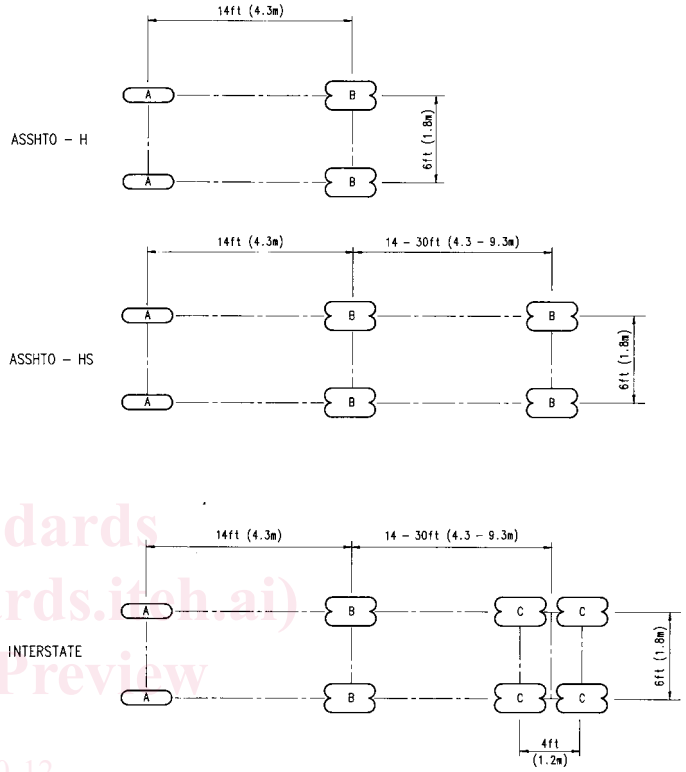 14ft (4.3m)
A B
ASSHTO - H
6ft (1.8m)
A B
14ft (4.3m) 14 - 30ft (4.3 - 9.3m)
A B B
ASSHTO - HS
6ft (1.8m)
A B B
dards
14ft (4.3m) 14 - 30ft (4.3 - 9.3m)
rds.iteh.ai)
A B C C
INTERSTATE
6ft (1.8m)
Preview
A B C C
4ft
(1.2m)